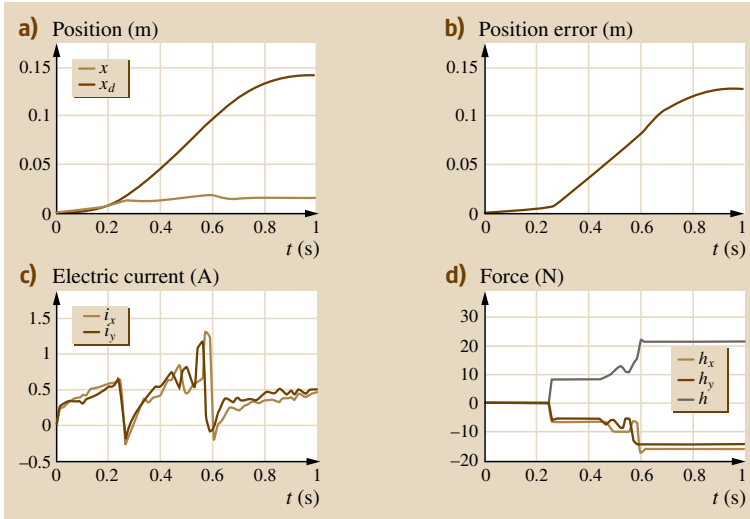 a) Position (m)
0.15
0.1
0.05
0
x
x_d
0 0.2 0.4 0.6 0.8 1
t (s)
b) Position error (m)
0.15
0.1
0.05
0
0 0.2 0.4 0.6 0.8 1
t (s)
c) Electric current (A)
1.5
1.0
0.5
0
–0.5
i_x
i_y
0 0.2 0.4 0.6 0.8 1
t (s)
d) Force (N)
30
20
10
0
–10
–20
h_x
h_y
h
0 0.2 0.4 0.6 0.8 1
t (s)